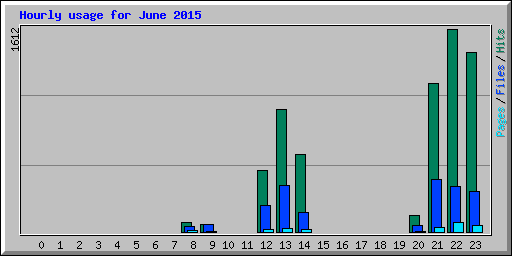 Hourly usage for June 2015
1612
Pages/Files/Hits
0 1 2 3 4 5 6 7 8 9 10 11 12 13 14 15 16 17 18 19 20 21 22 23